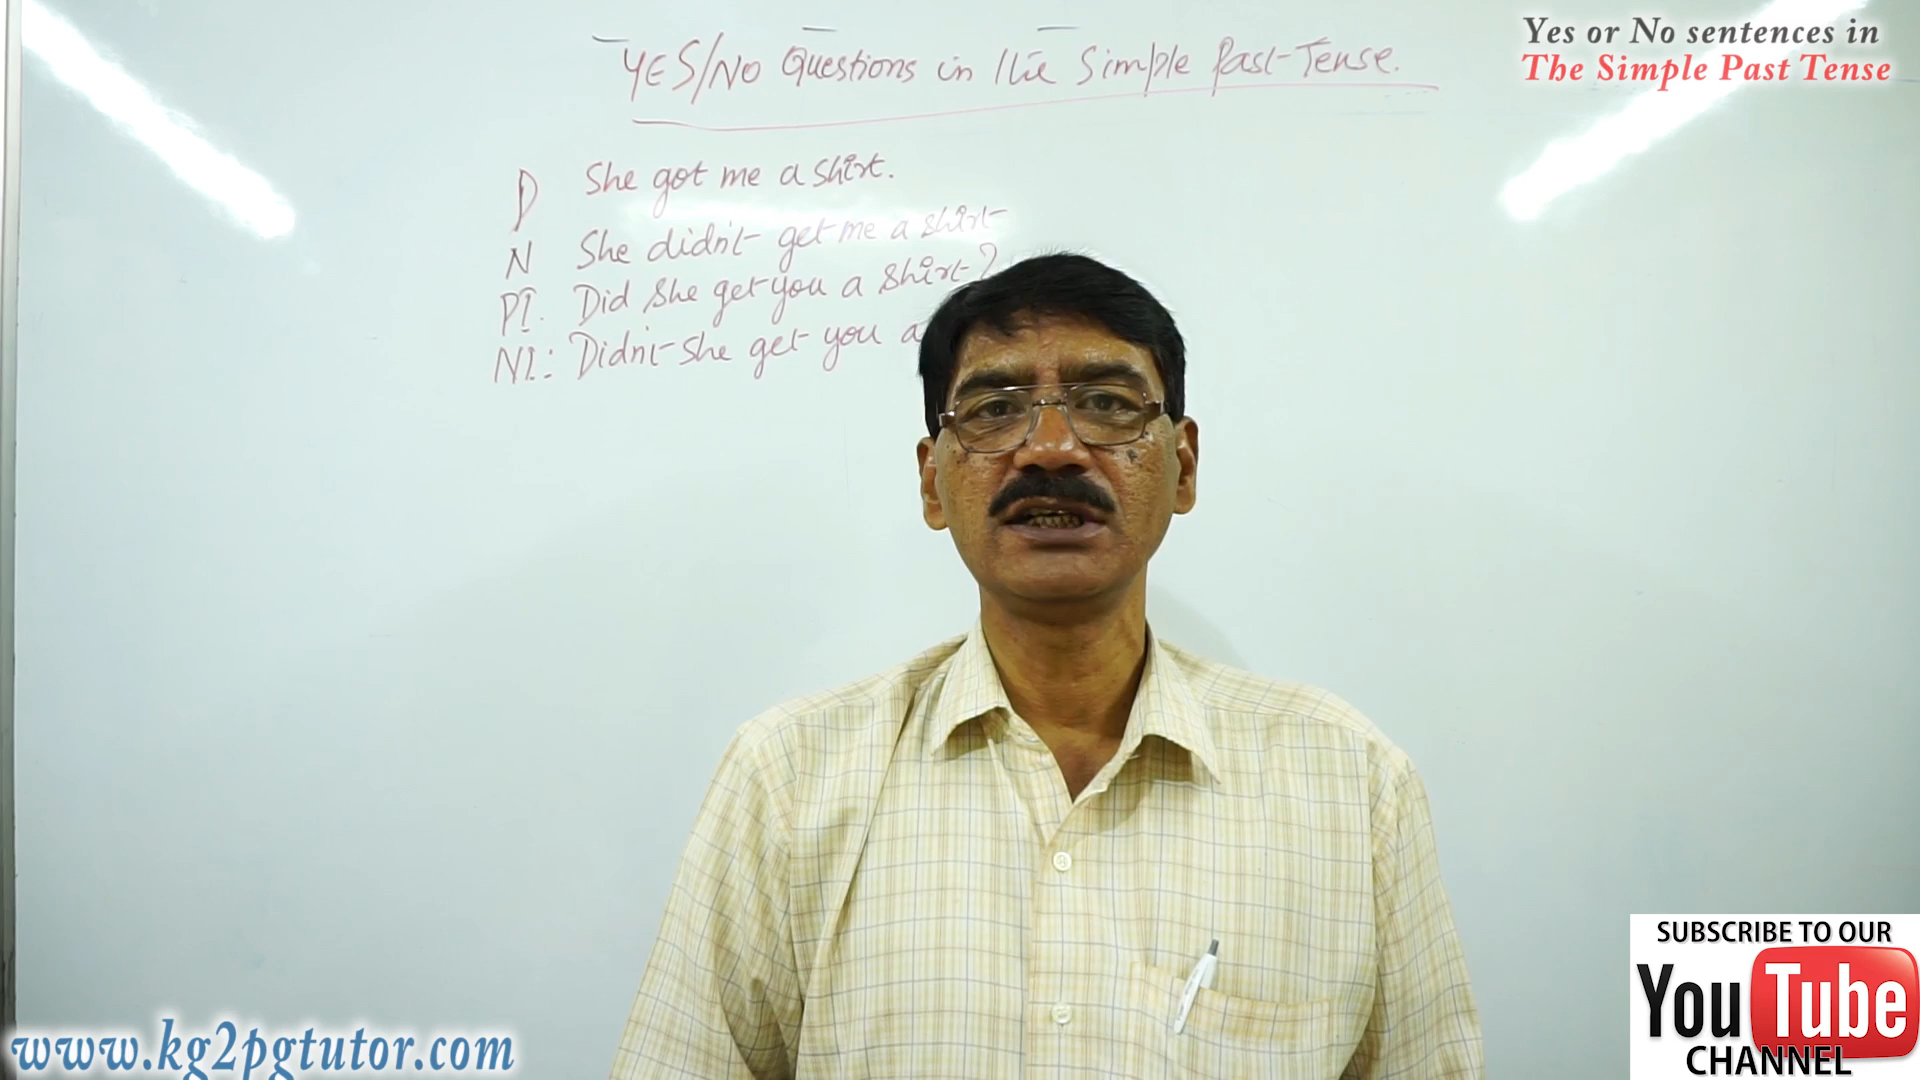 YES/NO Questions in the Simple Past Tense.
Yes or No sentences in
The Simple Past Tense
D She got me a shirt.
N She didn't get me a shirt
PI. Did she get you a shirt?
NI: Didn't she get you a
www.kg2pgtutor.com
SUBSCRIBE TO OUR
YouTube
CHANNEL